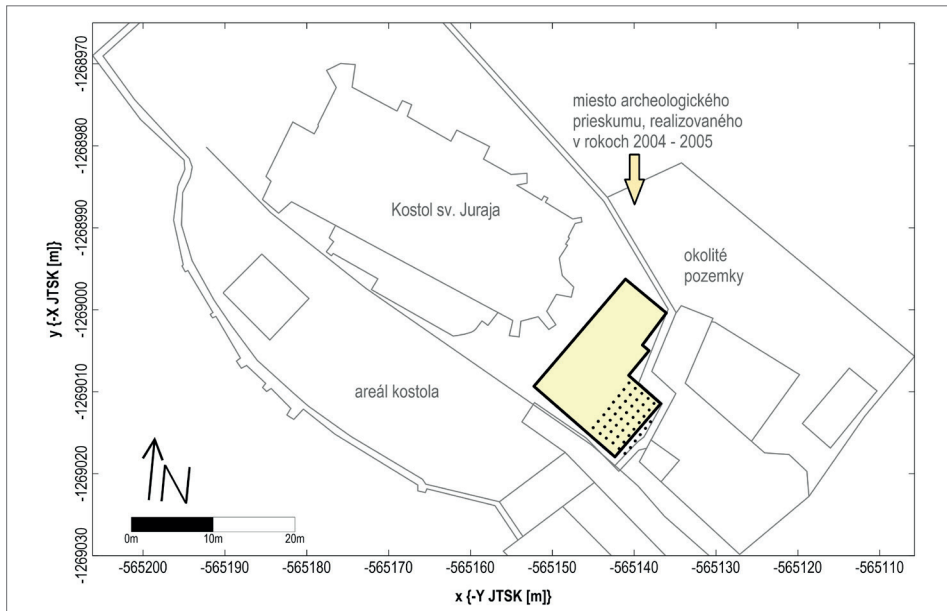 miesto archeologického
prieskumu, realizovaného
v rokoch 2004 - 2005
Kostol sv. Juraja
okolité
pozemky
areál kostola
N
0m
10m
20m
y {-X JTSK [m]}
-1268970
-1268980
-1268990
-1269000
-1269010
-1269020
-1269030
-565200
-565190
-565180
-565170
-565160
-565150
-565140
-565130
-565120
-565110
x {-Y JTSK [m]}